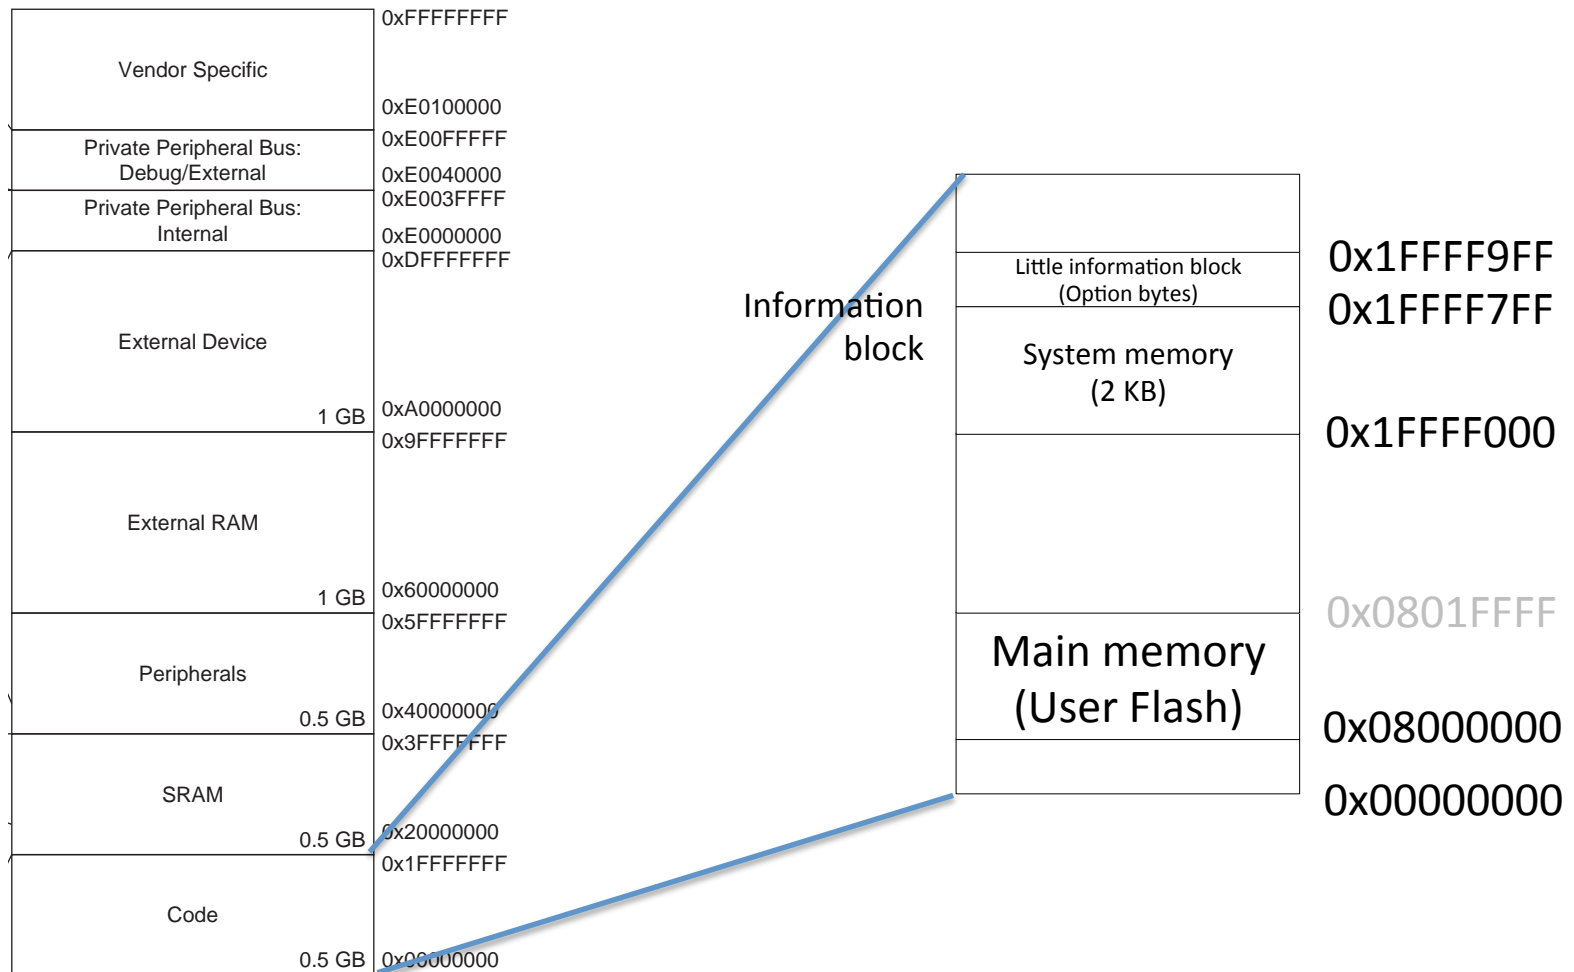 0xFFFFFFFF
Vendor Specific
0xE0100000
0xE00FFFFF
Private Peripheral Bus:
Debug/External
0xE0040000
0xE003FFFF
Private Peripheral Bus:
Internal
0xE0000000
0xDFFFFFFF
External Device
1 GB
0xA0000000
0x9FFFFFFF
External RAM
1 GB
0x60000000
0x5FFFFFFF
Peripherals
0.5 GB
0x40000000
0x3FFFFFFF
SRAM
0.5 GB
0x20000000
0x1FFFFFFF
Code
0.5 GB
0x00000000
Information
block
Little information block
(Option bytes)
System memory
(2 KB)
Main memory
(User Flash)
0x1FFFF9FF
0x1FFFF7FF
0x1FFFF000
0x0801FFFF
0x08000000
0x00000000